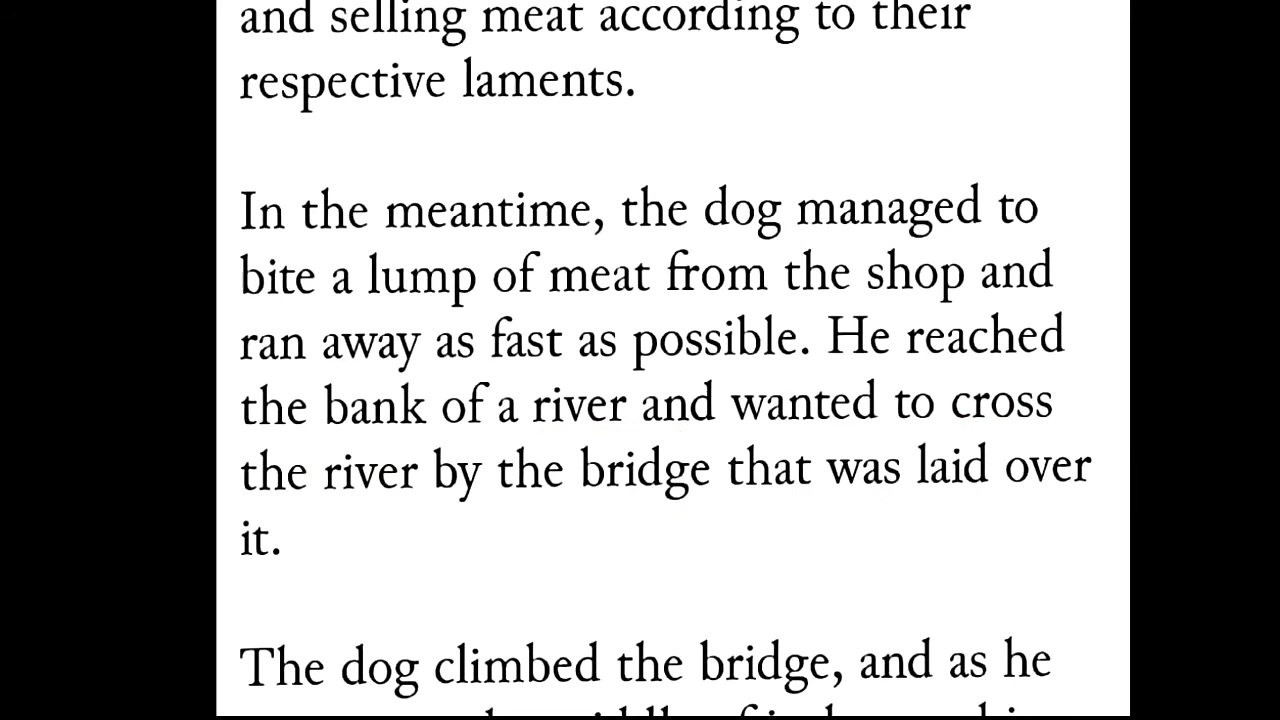 and selling meat according to their
respective laments.
In the meantime, the dog managed to
bite a lump of meat from the shop and
ran away as fast as possible. He reached
the bank of a river and wanted to cross
the river by the bridge that was laid over
it.
The dog climbed the bridge, and as he